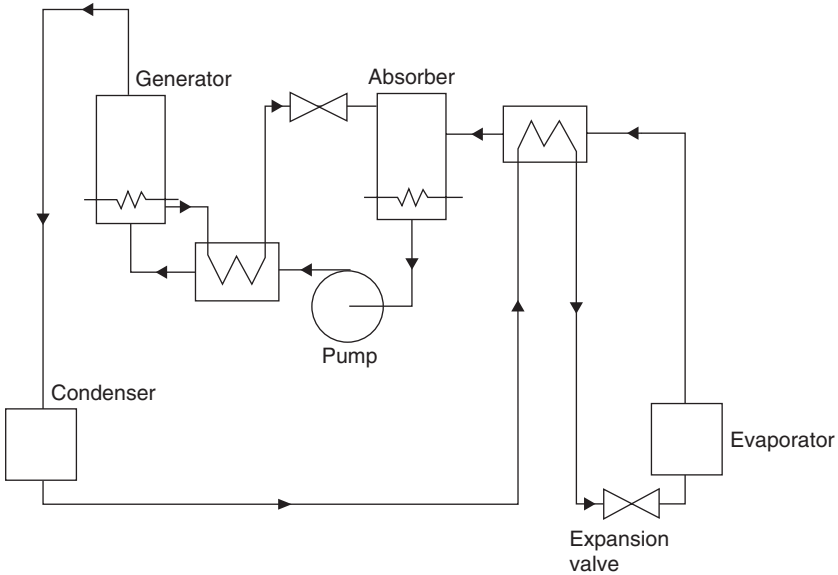 Generator
Absorber
Pump
Condenser
Evaporator
Expansion
valve